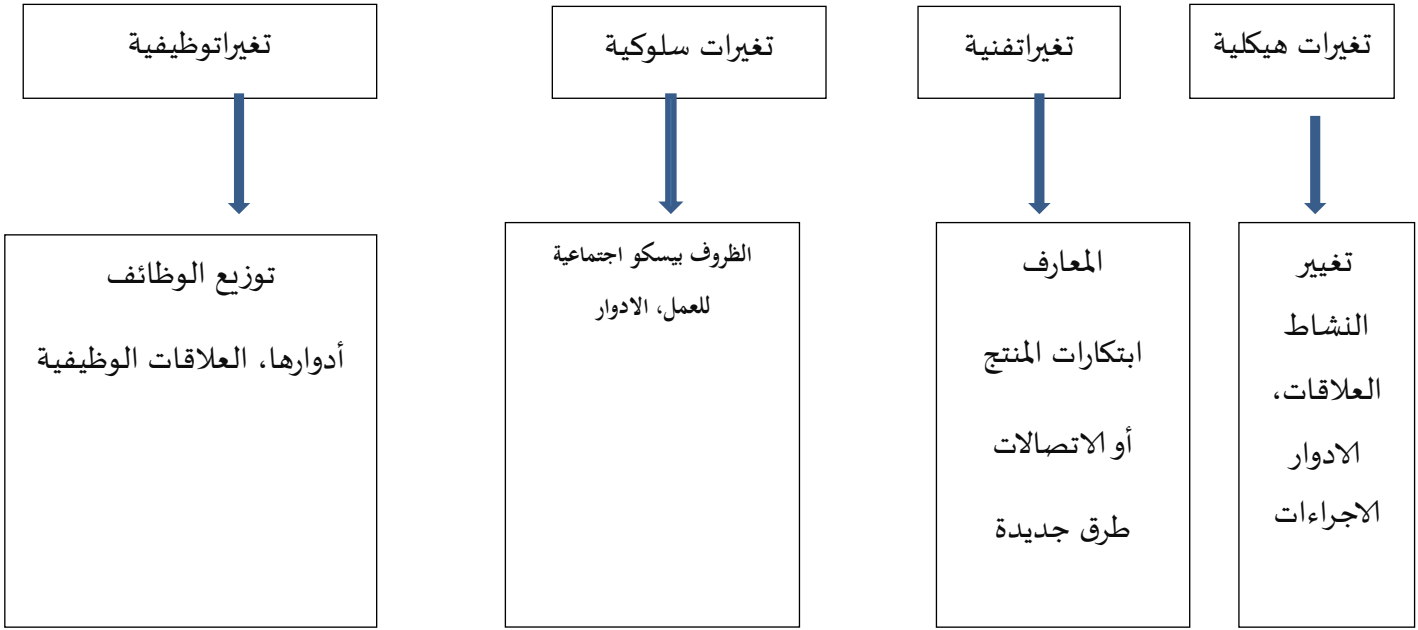 تغيرات هيكلية
تغيراتفنية
تغيرات سلوكية
تغيراتوظيفية
تغيير
النشاط
العلاقات،
الادوار
الاجراءات
المعارف
ابتكارات المنتج
أو الاتصالات
طرق جديدة
الظروف بيسكو اجتماعية
للعمل، الادوار
توزيع الوظائف
أدوارها، العلاقات الوظيفية